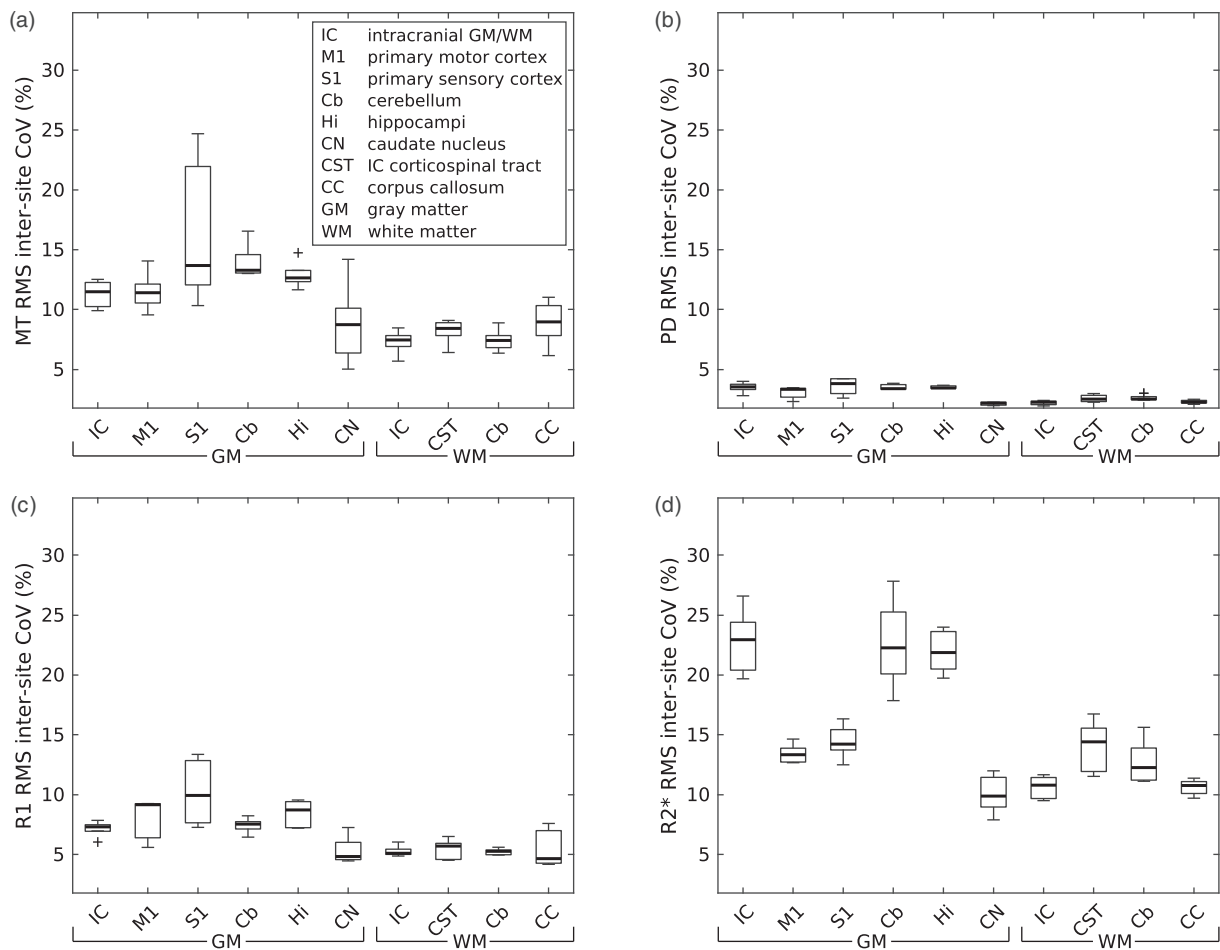 (a)
MT RMS inter-site CoV (%)
30
25
20
15
10
5
IC intracranial GM/WM
M1 primary motor cortex
S1 primary sensory cortex
Cb cerebellum
Hi hippocampi
CN caudate nucleus
CST IC corticospinal tract
CC corpus callosum
GM gray matter
WM white matter
IC M1 S1 Cb Hi CN IC CST Cb CC
GM WM
(b)
PD RMS inter-site CoV (%)
30
25
20
15
10
5
IC M1 S1 Cb Hi CN IC CST Cb CC
GM WM
(c)
R1 RMS inter-site CoV (%)
30
25
20
15
10
5
IC M1 S1 Cb Hi CN IC CST Cb CC
GM WM
(d)
R2* RMS inter-site CoV (%)
30
25
20
15
10
5
IC M1 S1 Cb Hi CN IC CST Cb CC
GM WM